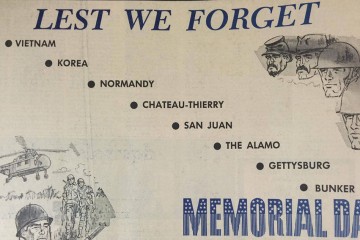 LEST WE FORGET
• VIETNAM
• KOREA
• NORMANDY
• CHATEAU-THIERRY
• SAN JUAN
• THE ALAMO
• GETTYSBURG
• BUNKER
MEMORIAL DA